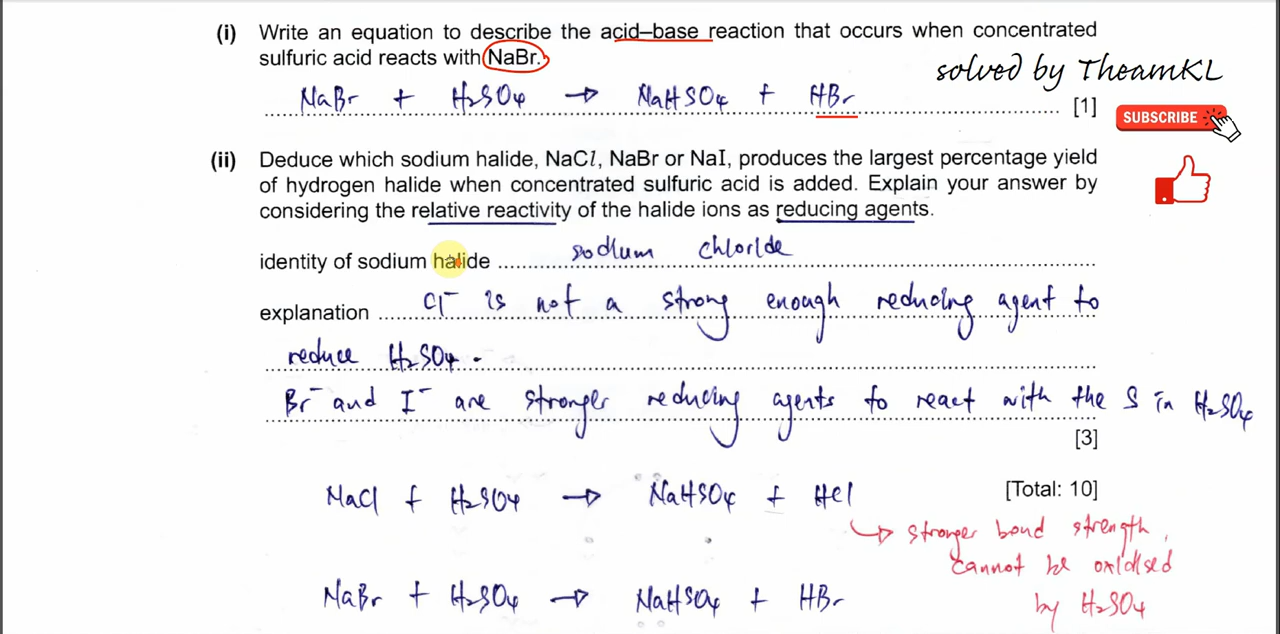 (i) Write an equation to describe the acid–base reaction that occurs when concentrated
sulfuric acid reacts with NaBr.
solved by TheamKL
NaBr + H₂SO₄ → NaHSO₄ + HBr
[1]
SUBSCRIBE
(ii) Deduce which sodium halide, NaCl, NaBr or NaI, produces the largest percentage yield
of hydrogen halide when concentrated sulfuric acid is added. Explain your answer by
considering the relative reactivity of the halide ions as reducing agents.
identity of sodium halide sodium chloride
explanation Cl⁻ is not a strong enough reducing agent to
reduce H₂SO₄.
Br⁻ and I⁻ are stronger reducing agents to react with the S in H₂SO₄
[3]
NaCl + H₂SO₄ → NaHSO₄ + HCl
[Total: 10]
↳ stronger bond strength,
cannot be oxidised
by H₂SO₄
NaBr + H₂SO₄ → NaHSO₄ + HBr